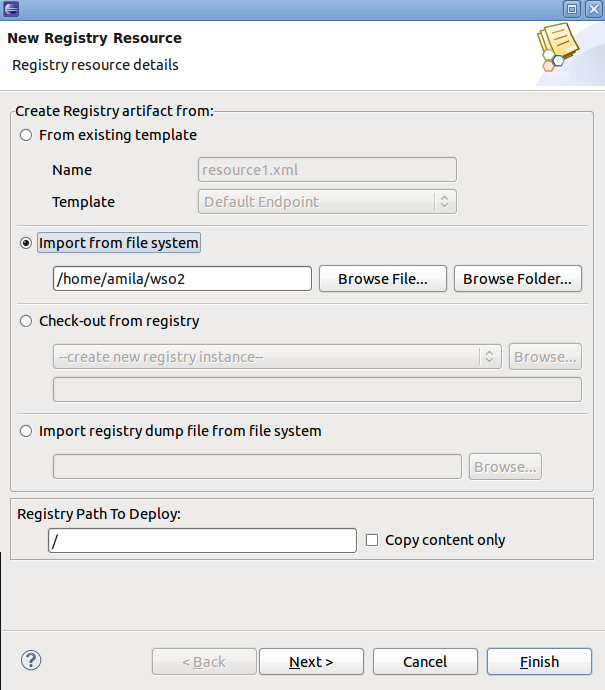 New Registry Resource
Registry resource details
Create Registry artifact from:
From existing template
Name resource1.xml
Template Default Endpoint
Import from file system
/home/amila/wso2 Browse File... Browse Folder...
Check-out from registry
--create new registry instance-- Browse...
Import registry dump file from file system
Browse...
Registry Path To Deploy:
/ Copy content only
? < Back Next > Cancel Finish